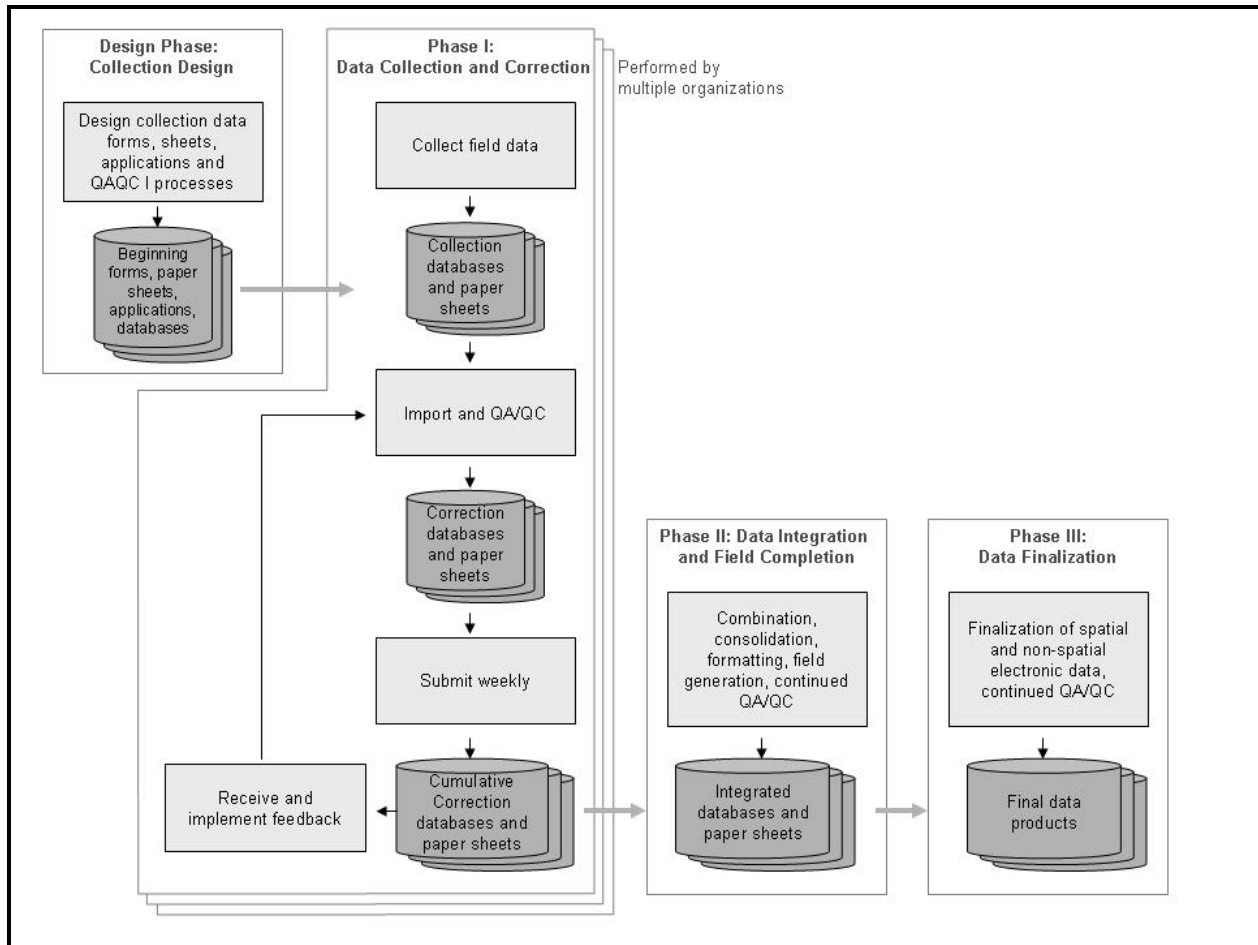 Design Phase:
Collection Design
Design collection data
forms, sheets,
applications and
QAQC I processes
Beginning
forms, paper
sheets,
applications,
databases
Phase I:
Data Collection and Correction
Performed by
multiple organizations
Collect field data
Collection
databases
and paper
sheets
Import and QA/QC
Correction
databases
and paper
sheets
Submit weekly
Cumulative
Correction
databases and
paper sheets
Receive and
implement feedback
Phase II: Data Integration
and Field Completion
Combination,
consolidation,
formatting, field
generation, continued
QA/QC
Integrated
databases and
paper sheets
Phase III:
Data Finalization
Finalization of spatial
and non-spatial
electronic data,
continued QA/QC
Final data
products